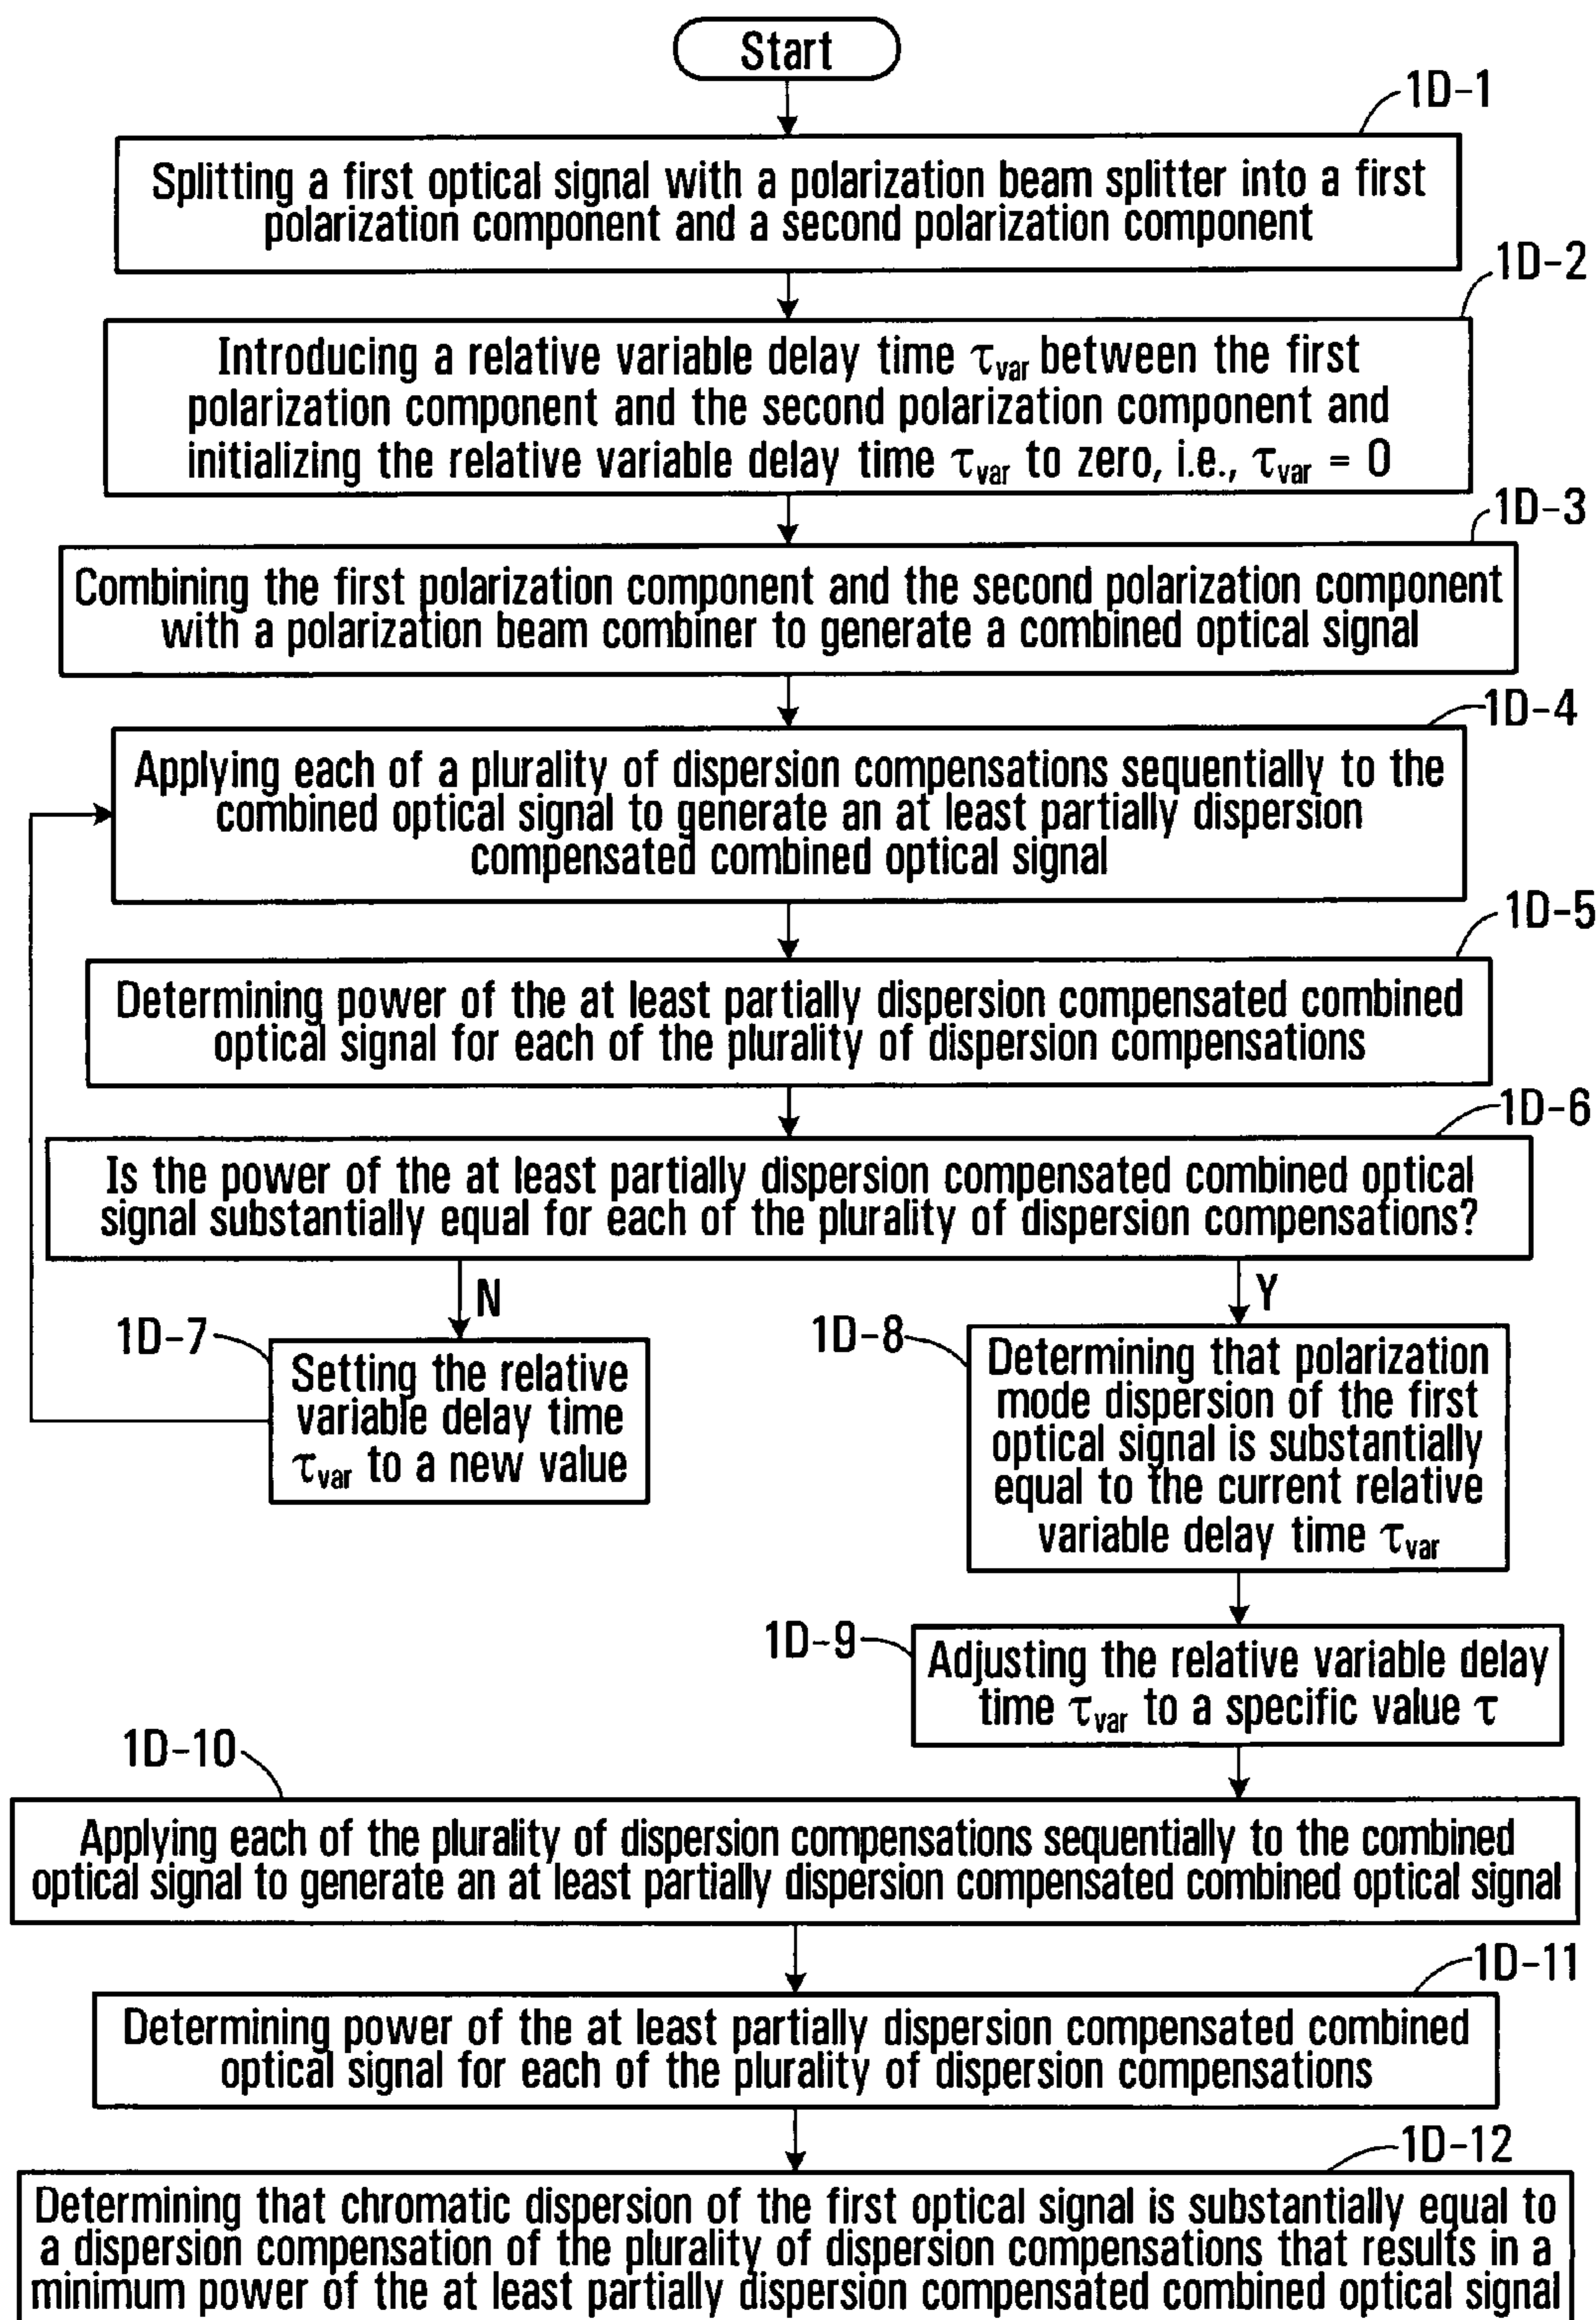 Start
1D-1
Splitting a first optical signal with a polarization beam splitter into a first
polarization component and a second polarization component
1D-2
Introducing a relative variable delay time τvar between the first
polarization component and the second polarization component and
initializing the relative variable delay time τvar to zero, i.e., τvar = 0
1D-3
Combining the first polarization component and the second polarization component
with a polarization beam combiner to generate a combined optical signal
1D-4
Applying each of a plurality of dispersion compensations sequentially to the
combined optical signal to generate an at least partially dispersion
compensated combined optical signal
1D-5
Determining power of the at least partially dispersion compensated combined
optical signal for each of the plurality of dispersion compensations
1D-6
Is the power of the at least partially dispersion compensated combined optical
signal substantially equal for each of the plurality of dispersion compensations?
N
Y
1D-7
Setting the relative
variable delay time
τvar to a new value
1D-8
Determining that polarization
mode dispersion of the first
optical signal is substantially
equal to the current relative
variable delay time τvar
1D-9
Adjusting the relative variable delay
time τvar to a specific value τ
1D-10
Applying each of the plurality of dispersion compensations sequentially to the combined
optical signal to generate an at least partially dispersion compensated combined optical signal
1D-11
Determining power of the at least partially dispersion compensated combined
optical signal for each of the plurality of dispersion compensations
1D-12
Determining that chromatic dispersion of the first optical signal is substantially equal to
a dispersion compensation of the plurality of dispersion compensations that results in a
minimum power of the at least partially dispersion compensated combined optical signal